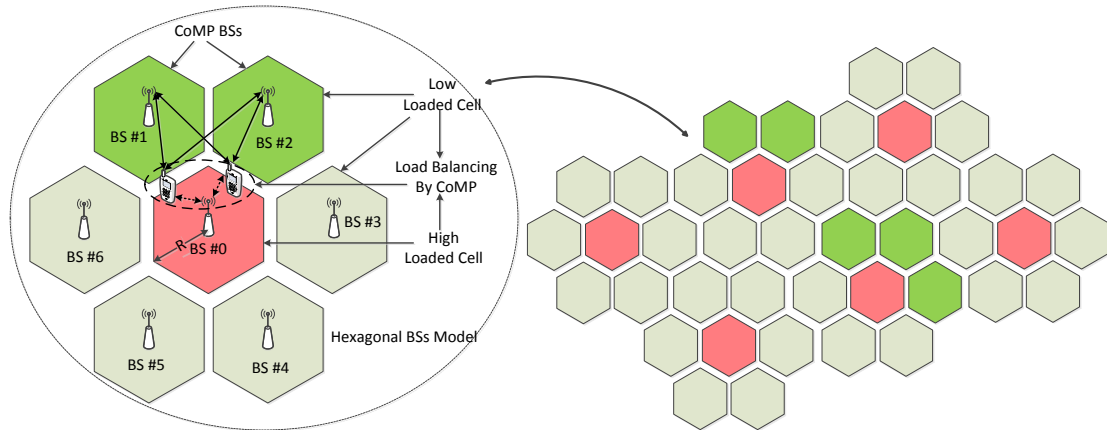 CoMP BSs
Low
Loaded Cell
BS #1
BS #2
Load Balancing
By CoMP
BS #3
R
BS #0
BS #6
High
Loaded Cell
Hexagonal BSs Model
BS #5
BS #4